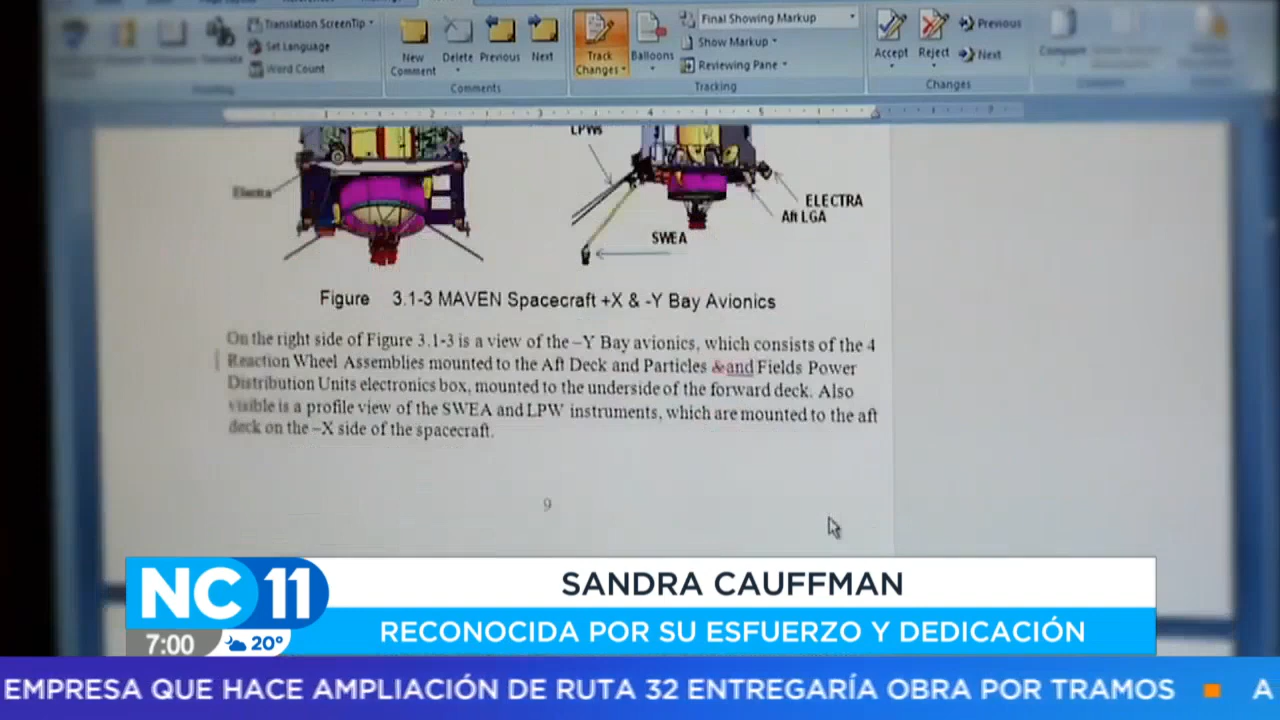 Translation ScreenTip
Set Language
Word Count
New Comment
Delete
Previous
Next
Comments
Track Changes
Balloons
Final Showing Markup
Show Markup
Reviewing Pane
Tracking
Accept
Reject
Previous
Next
Changes
LPWs
Electra
ELECTRA
Aft LGA
SWEA
Figure 3.1-3 MAVEN Spacecraft +X & -Y Bay Avionics
On the right side of Figure 3.1-3 is a view of the –Y Bay avionics, which consists of the 4
Reaction Wheel Assemblies mounted to the Aft Deck and Particles &and Fields Power
Distribution Units electronics box, mounted to the underside of the forward deck. Also
visible is a profile view of the SWEA and LPW instruments, which are mounted to the aft
deck on the –X side of the spacecraft.
9
NC 11
SANDRA CAUFFMAN
RECONOCIDA POR SU ESFUERZO Y DEDICACIÓN
7:00 20°
EMPRESA QUE HACE AMPLIACIÓN DE RUTA 32 ENTREGARÍA OBRA POR TRAMOS A